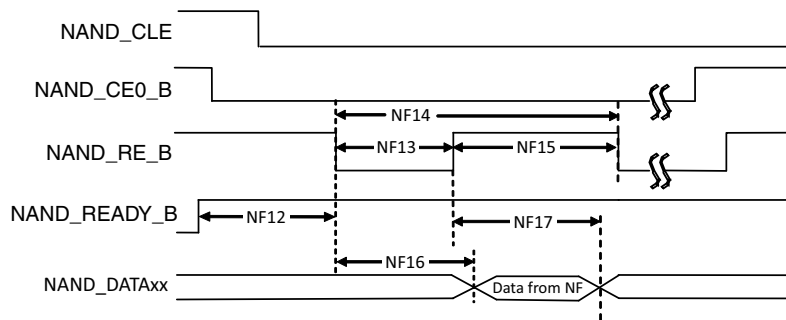 NAND_CLE
NAND_CE0_B
NF14
NAND_RE_B
NF13
NF15
NAND_READY_B
NF12
NF17
NF16
NAND_DATAxx
Data from NF